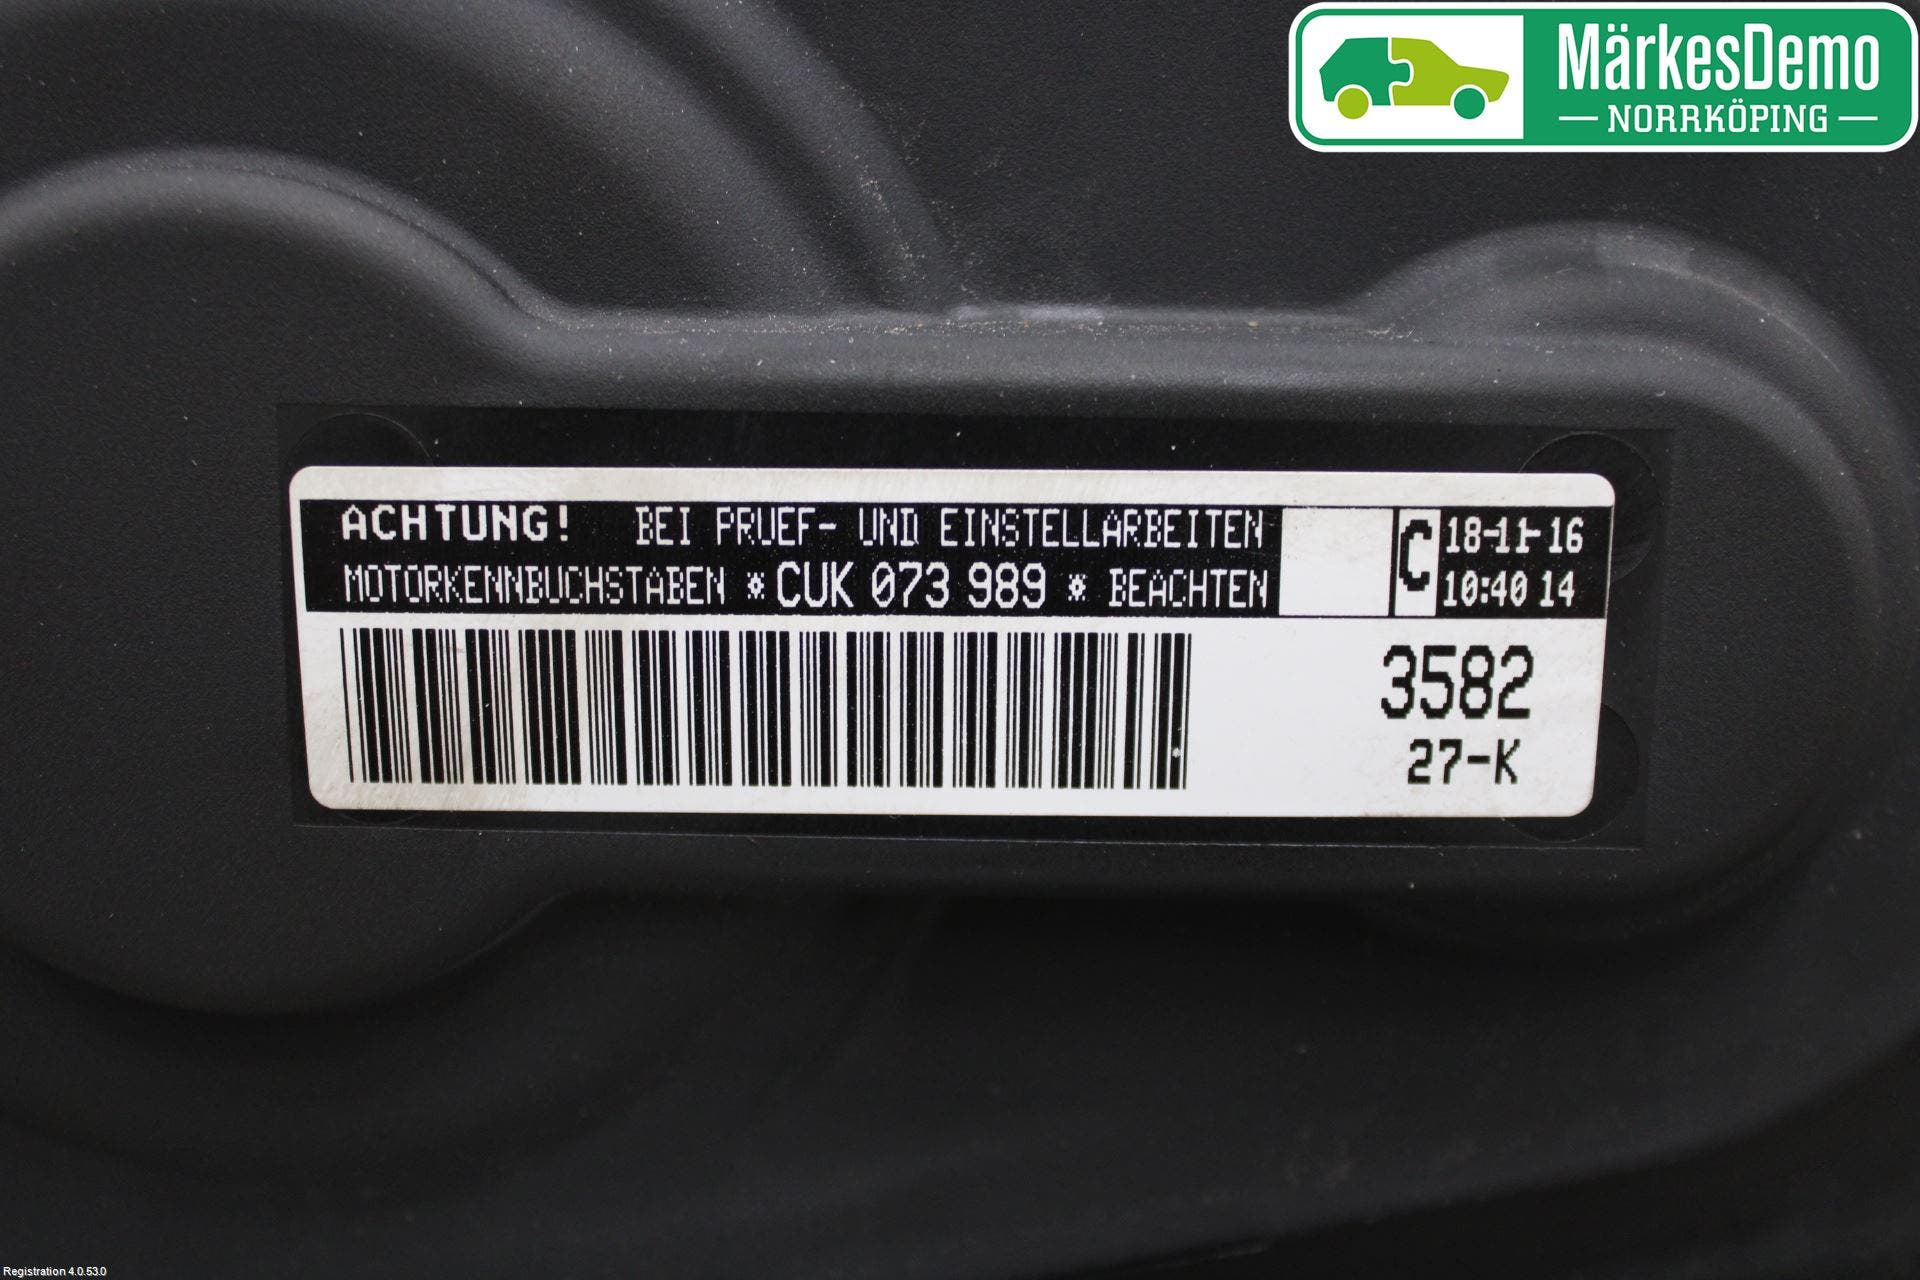 MärkesDemo
NORRKÖPING
ACHTUNG! BEI PRUEF- UND EINSTELLARBEITEN
MOTORKENNBUCHSTABEN *CUK 073 989 * BEACHTEN
C
18-11-16
10:40 14
3582
27-K
Registration 4.0.53.0